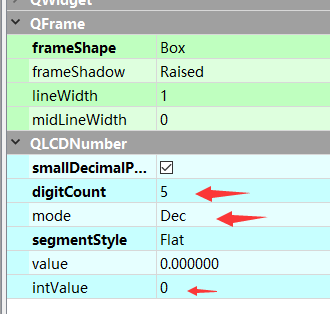 QWidget
QFrame
frameShape Box
frameShadow Raised
lineWidth 1
midLineWidth 0
QLCDNumber
smallDecimalP...
digitCount 5
mode Dec
segmentStyle Flat
value 0.000000
intValue 0